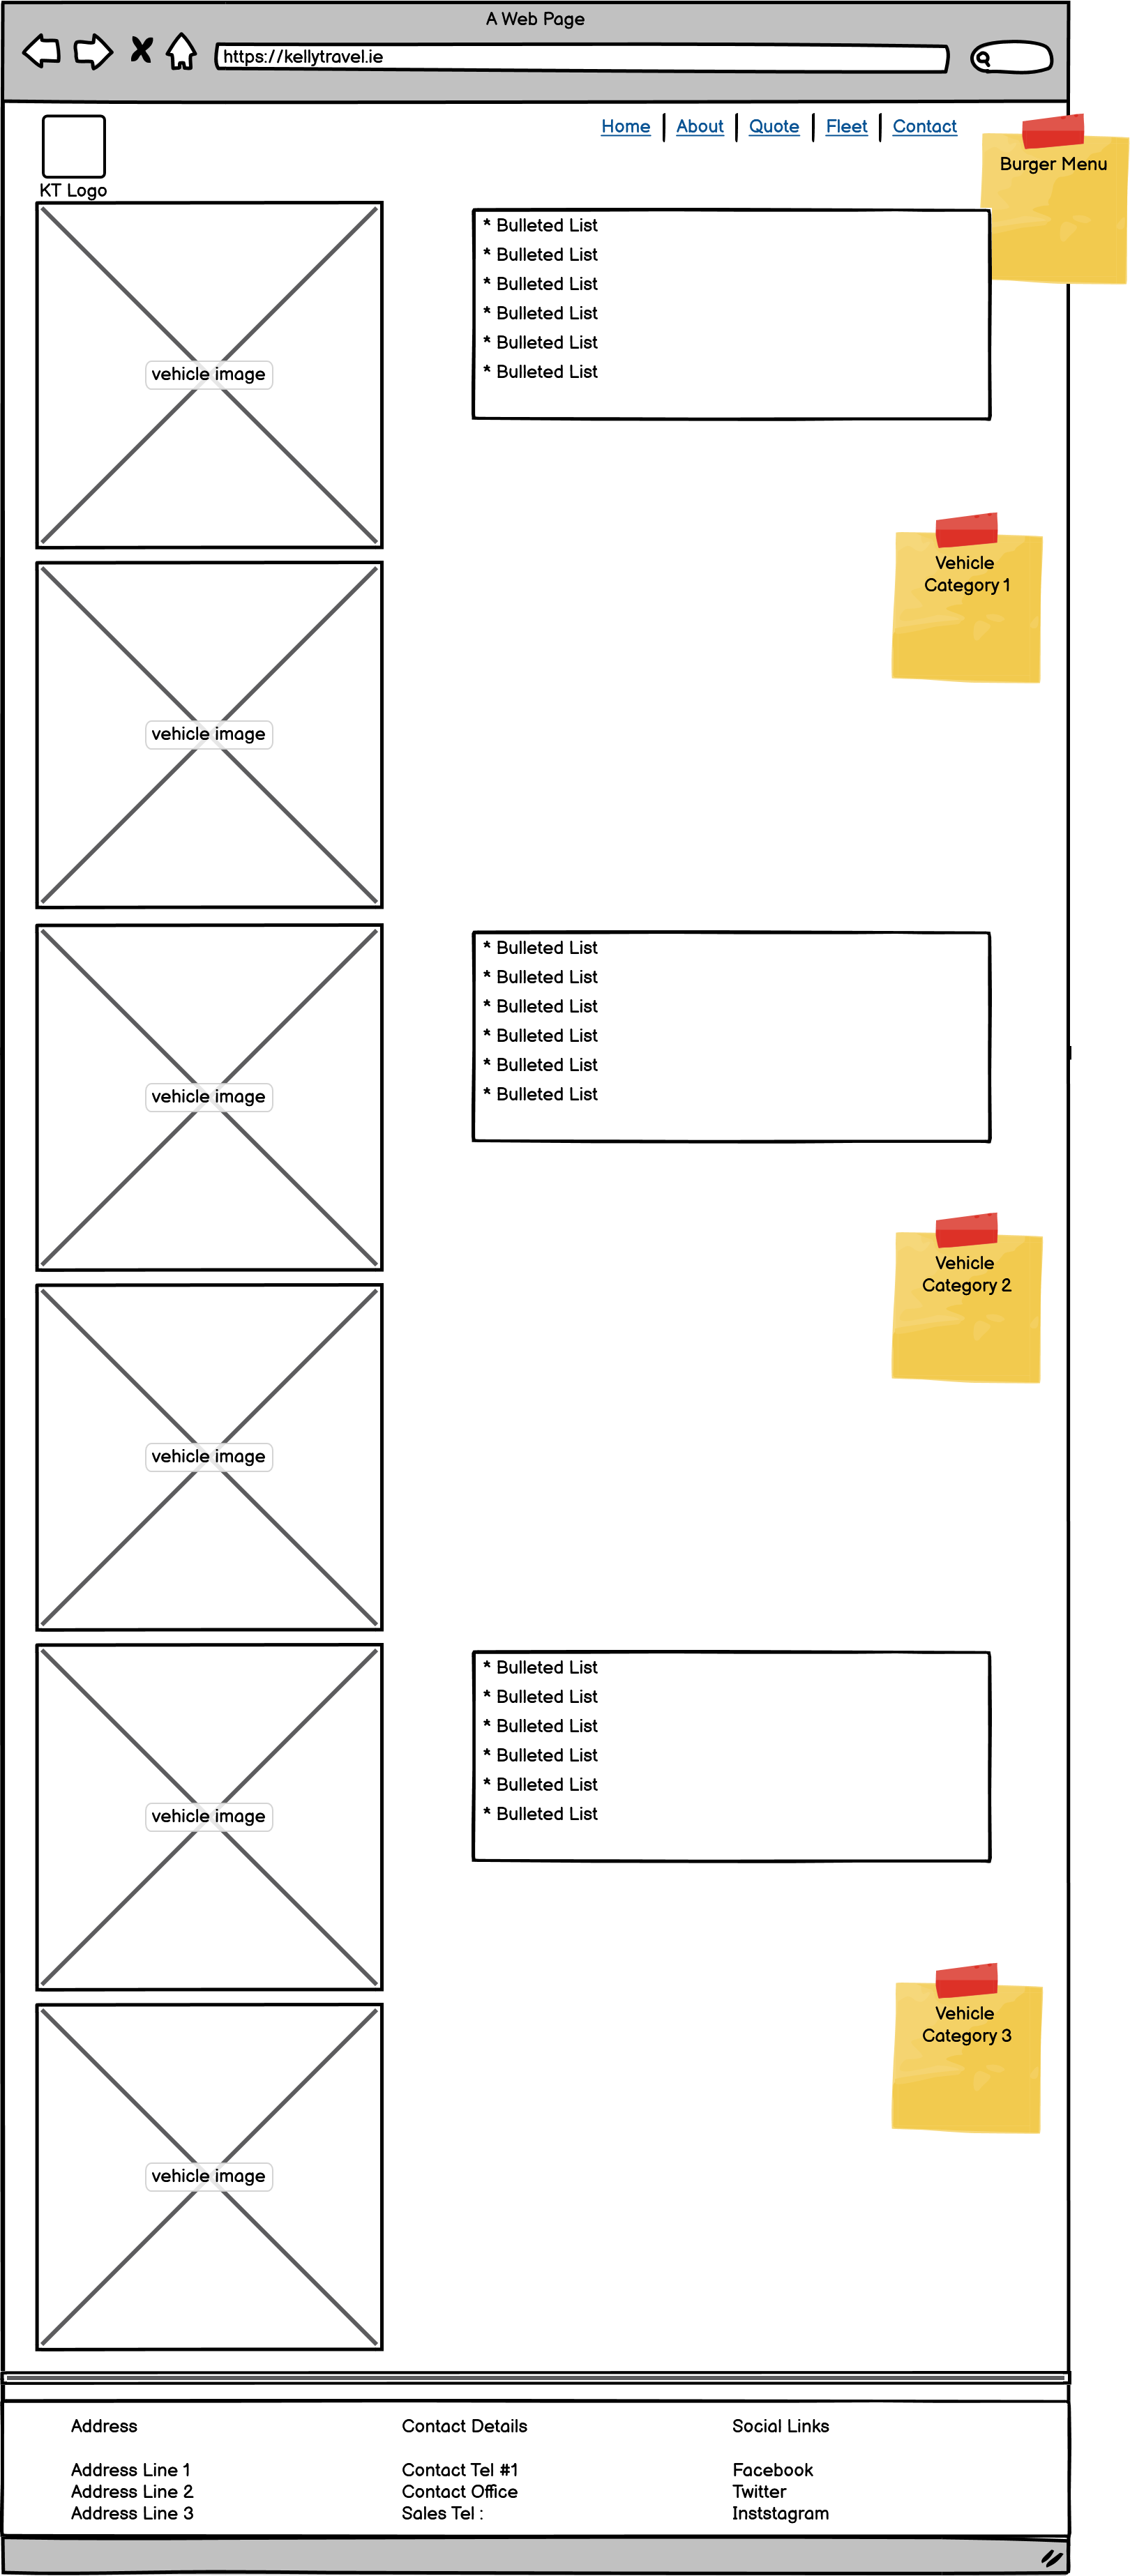 A Web Page
https://kellytravel.ie
Home About Quote Fleet Contact
Burger Menu
KT Logo
* Bulleted List
* Bulleted List
* Bulleted List
* Bulleted List
* Bulleted List
* Bulleted List
vehicle image
Vehicle
Category 1
vehicle image
* Bulleted List
* Bulleted List
* Bulleted List
* Bulleted List
* Bulleted List
* Bulleted List
vehicle image
Vehicle
Category 2
vehicle image
* Bulleted List
* Bulleted List
* Bulleted List
* Bulleted List
* Bulleted List
* Bulleted List
vehicle image
Vehicle
Category 3
vehicle image
Address
Address Line 1
Address Line 2
Address Line 3
Contact Details
Contact Tel #1
Contact Office
Sales Tel :
Social Links
Facebook
Twitter
Inststagram